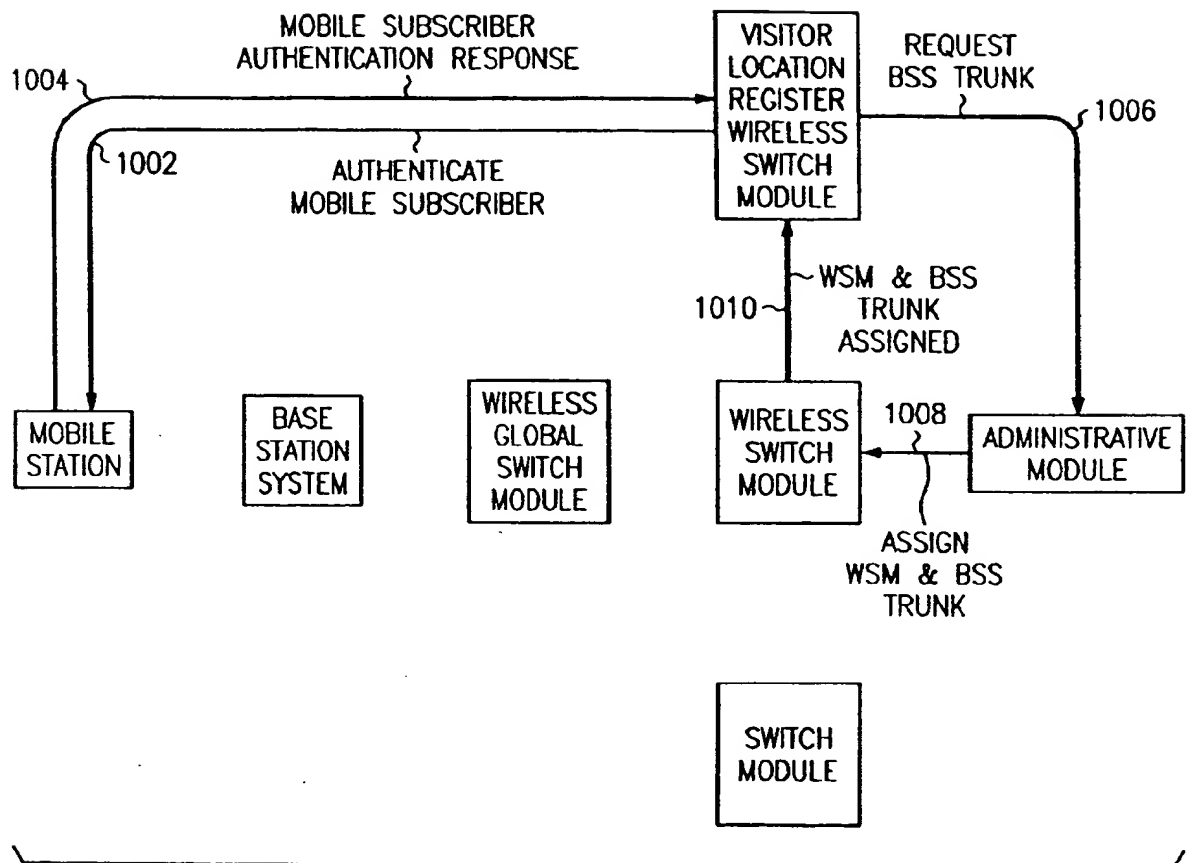 MOBILE SUBSCRIBER
AUTHENTICATION RESPONSE
1004
1002
AUTHENTICATE
MOBILE SUBSCRIBER
VISITOR
LOCATION
REGISTER
WIRELESS
SWITCH
MODULE
REQUEST
BSS TRUNK
1006
1010
WSM & BSS
TRUNK
ASSIGNED
MOBILE
STATION
BASE
STATION
SYSTEM
WIRELESS
GLOBAL
SWITCH
MODULE
WIRELESS
SWITCH
MODULE
1008
ADMINISTRATIVE
MODULE
ASSIGN
WSM & BSS
TRUNK
SWITCH
MODULE